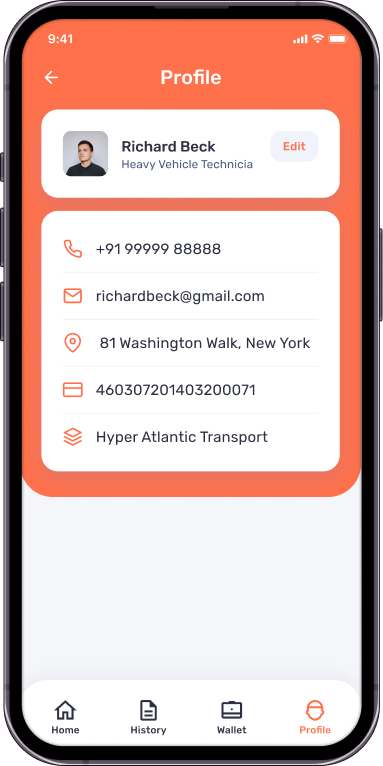 9:41
Profile
Richard Beck
Edit
Heavy Vehicle Technicia
+91 99999 88888
richardbeck@gmail.com
81 Washington Walk, New York
460307201403200071
Hyper Atlantic Transport
Home
History
Wallet
Profile